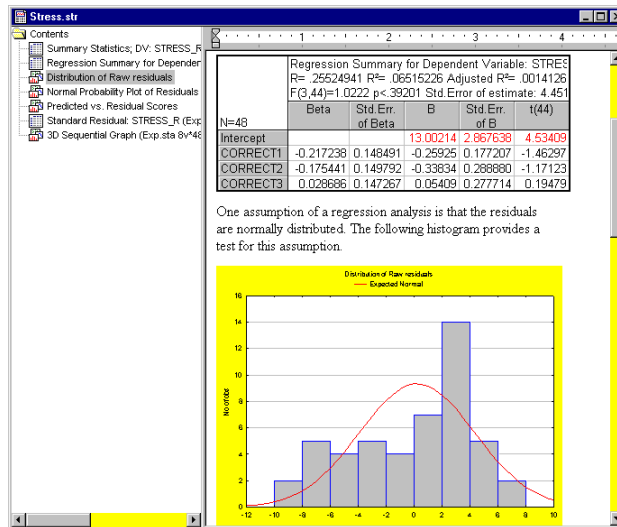 Stress.str
Contents
Summary Statistics; DV: STRESS_R
Regression Summary for Dependen
Distribution of Raw residuals
Normal Probability Plot of Residuals
Predicted vs. Residual Scores
Standard Residual: STRESS_R (Exp
3D Sequential Graph (Exp.sta 8v*48
1 2 3 4
Regression Summary for Dependent Variable: STRES
R= .25524941 R²= .06515226 Adjusted R²= .0014126
F(3,44)=1.0222 p<.39201 Std.Error of estimate: 4.451
N=48 Beta Std.Err. of Beta B Std.Err. of B t(44)
Intercept 13.00214 2.867638 4.53409
CORRECT1 -0.217238 0.148491 -0.25925 0.177207 -1.46297
CORRECT2 -0.175441 0.149792 -0.33834 0.288880 -1.17123
CORRECT3 0.028686 0.147267 0.05409 0.277714 0.19479
One assumption of a regression analysis is that the residuals
are normally distributed. The following histogram provides a
test for this assumption.
Distribution of Raw residuals
Expected Normal
No of obs
16
14
12
10
8
6
4
2
0
-12 -10 -8 -6 -4 -2 0 2 4 6 8 10